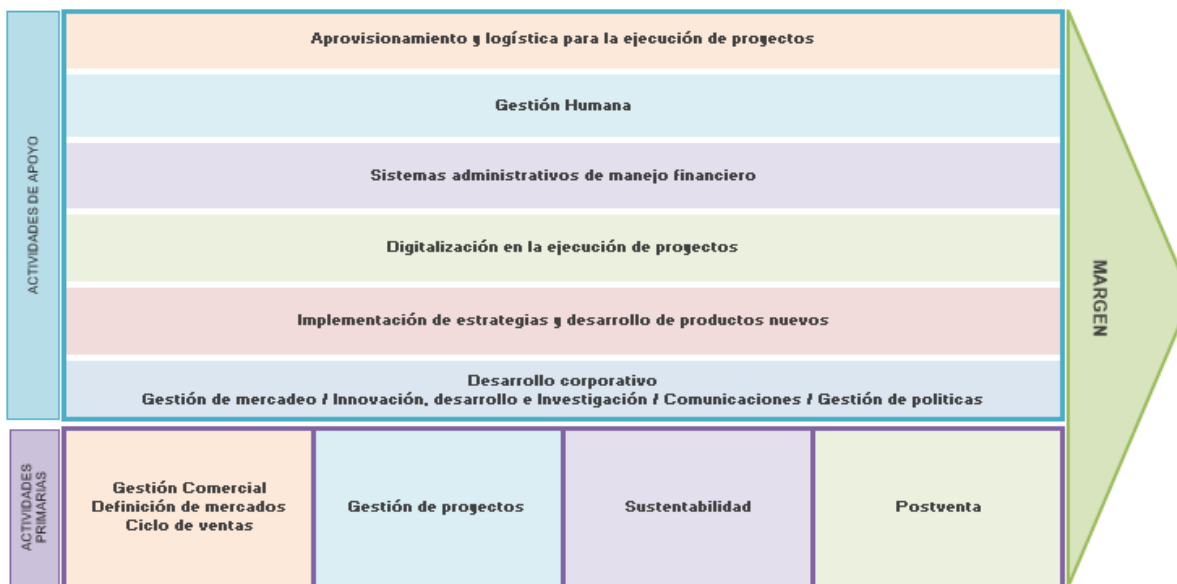 ACTIVIDADES DE APOYO
Aprovisionamiento y logística para la ejecución de proyectos
Gestión Humana
Sistemas administrativos de manejo financiero
Digitalización en la ejecución de proyectos
Implementación de estrategias y desarrollo de productos nuevos
Desarrollo corporativo
Gestión de mercadeo / Innovación, desarrollo e Investigación / Comunicaciones / Gestión de politicas
MARGEN
ACTIVIDADES
PRIMARIAS
Gestión Comercial
Definición de mercados
Ciclo de ventas
Gestión de proyectos
Sustentabilidad
Postventa